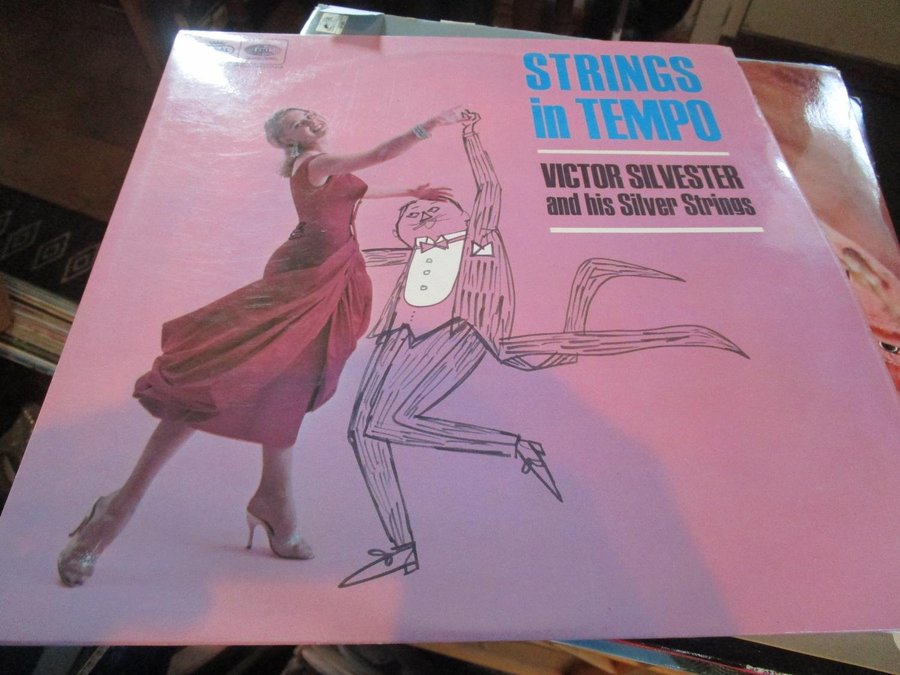 STRINGS
in TEMPO
VICTOR SILVESTER
and his Silver Strings